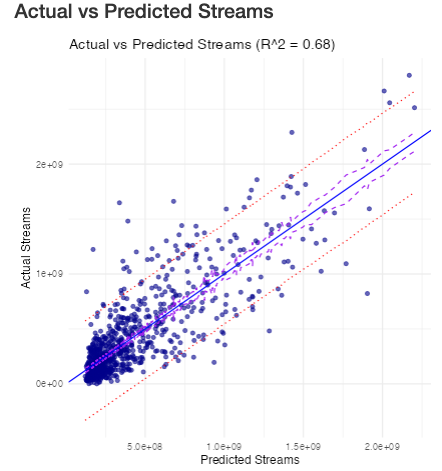 Actual vs Predicted Streams
Actual vs Predicted Streams (R^2 = 0.68)
Actual Streams
2e+09
1e+09
0e+00
5.0e+08 1.0e+09 1.5e+09 2.0e+09
Predicted Streams